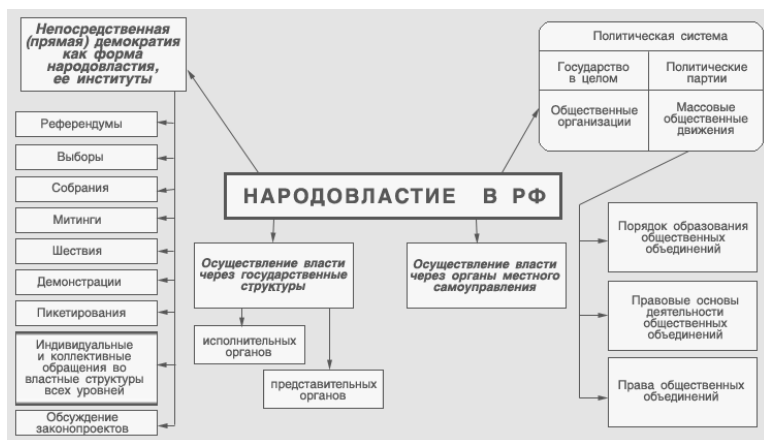 Непосредственная
(прямая) демократия
как форма
народовластия,
ее институты
Референдумы
Выборы
Собрания
Митинги
Шествия
Демонстрации
Пикетирования
Индивидуальные
и коллективные
обращения во
властные структуры
всех уровней
Обсуждение
законопроектов
НАРОДОВЛАСТИЕ В РФ
Осуществление власти
через государственные
структуры
исполнительных
органов
представительных
органов
Осуществление власти
через органы местного
самоуправления
Политическая система
Государство
в целом
Политические
партии
Общественные
организации
Массовые
общественные
движения
Порядок образования
общественных
объединений
Правовые основы
деятельности
общественных
объединений
Права общественных
объединений